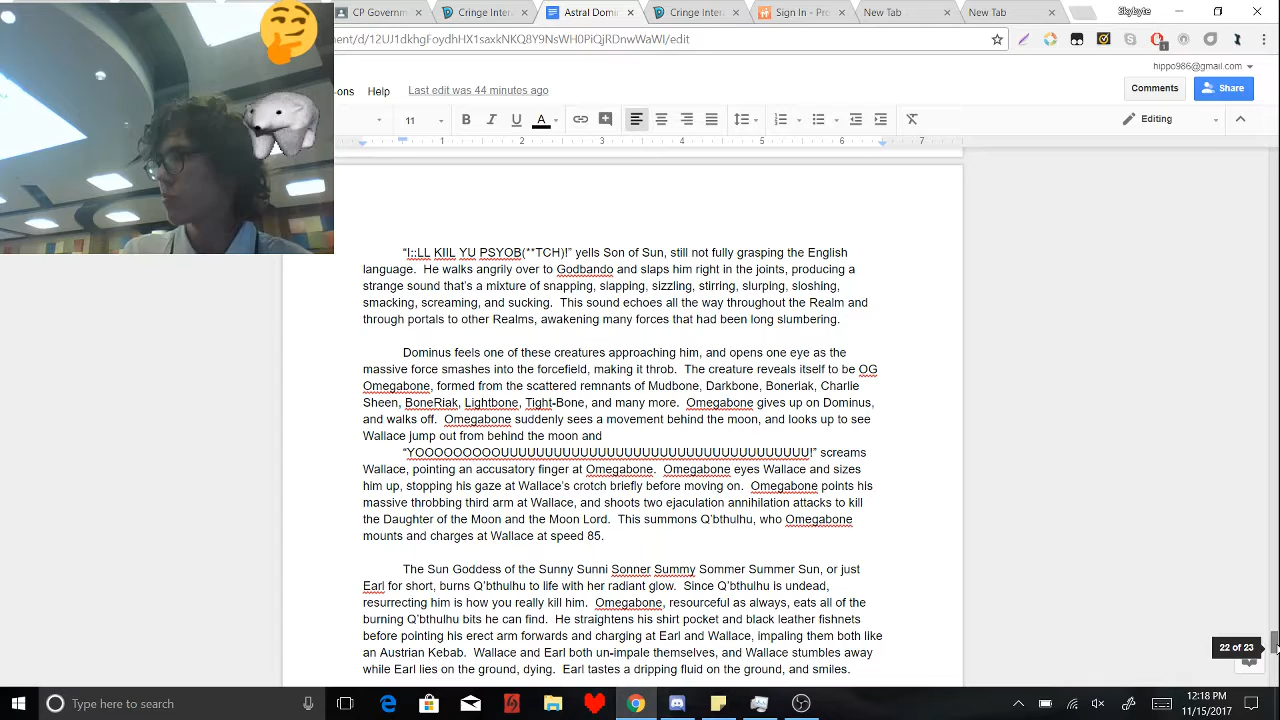 CP Governm
Cringe Inter
Astral Domi
Cringe Inter
Sign In - Pro
New Tab
New Tab
Skybyte
ment/d/12UJ1dkhgFoydhHX1saxkNKQ8Y9NsWH0PiQjRDnwWaWI/edit
hippo986@gmail.com
ons Help Last edit was 44 minutes ago
Comments
Share
11
B I U A
Editing
1 2 3 4 5 6 7
“I::LL KIIL YU PSYOB(**TCH)!” yells Son of Sun, still not fully grasping the English
language. He walks angrily over to Godbando and slaps him right in the joints, producing a
strange sound that’s a mixture of snapping, slapping, sizzling, stirring, slurping, sloshing,
smacking, screaming, and sucking. This sound echoes all the way throughout the Realm and
through portals to other Realms, awakening many forces that had been long slumbering.
Dominus feels one of these creatures approaching him, and opens one eye as the
massive force smashes into the forcefield, making it throb. The creature reveals itself to be OG
Omegabone, formed from the scattered remnants of Mudbone, Darkbone, Bonerlak, Charlie
Sheen, BoneRiak, Lightbone, Tight-Bone, and many more. Omegabone gives up on Dominus,
and walks off. Omegabone suddenly sees a movement behind the moon, and looks up to see
Wallace jump out from behind the moon and
“YOOOOOOOOOUUUUUUUUUUUUUUUUUUUUUUUUUUUUUUUUU!” screams
Wallace, pointing an accusatory finger at Omegabone. Omegabone eyes Wallace and sizes
him up, stopping his gaze at Wallace’s crotch briefly before moving on. Omegabone points his
massive throbbing third arm at Wallace, and shoots two ejaculation annihilation attacks to kill
the Daughter of the Moon and the Moon Lord. This summons Q’bthulhu, who Omegabone
mounts and charges at Wallace at speed 85.
The Sun Goddess of the Sunny Sunni Sonner Summy Sommer Summer Sun, or just
Earl for short, burns Q’bthulhu to life with her radiant glow. Since Q’bthulhu is undead,
resurrecting him is how you really kill him. Omegabone, resourceful as always, eats all of the
burning Q’bthulhu bits he can find. He straightens his shirt pocket and black leather fishnets
before pointing his erect arm forwards and charging at Earl and Wallace, impaling them both like
an Austrian Kebab. Wallace and Earl both un-impale themselves, and Wallace stumbles away
while Earl lies on the ground, dying. Earl tastes a dripping fluid on the ground, and smiles.
22 of 23
Type here to search
12:18 PM
11/15/2017